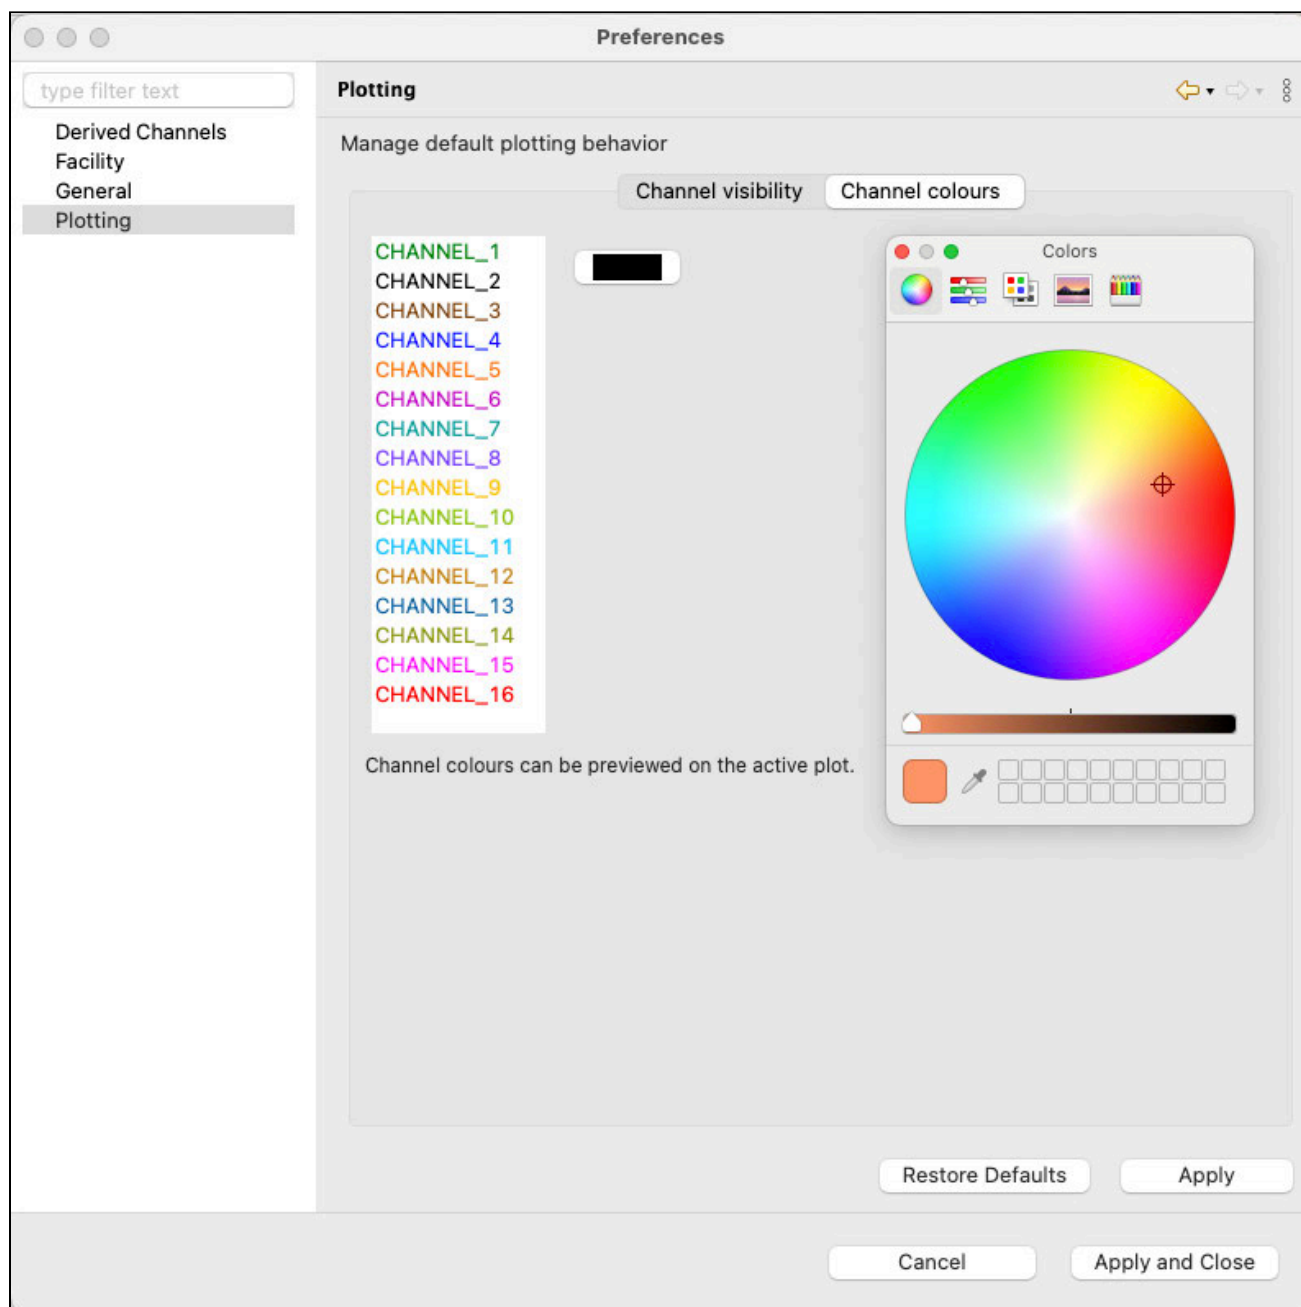 Preferences
type filter text
Derived Channels
Facility
General
Plotting
Plotting
Manage default plotting behavior
Channel visibility
Channel colours
CHANNEL_1
CHANNEL_2
CHANNEL_3
CHANNEL_4
CHANNEL_5
CHANNEL_6
CHANNEL_7
CHANNEL_8
CHANNEL_9
CHANNEL_10
CHANNEL_11
CHANNEL_12
CHANNEL_13
CHANNEL_14
CHANNEL_15
CHANNEL_16
Channel colours can be previewed on the active plot.
Colors
Restore Defaults
Apply
Cancel
Apply and Close